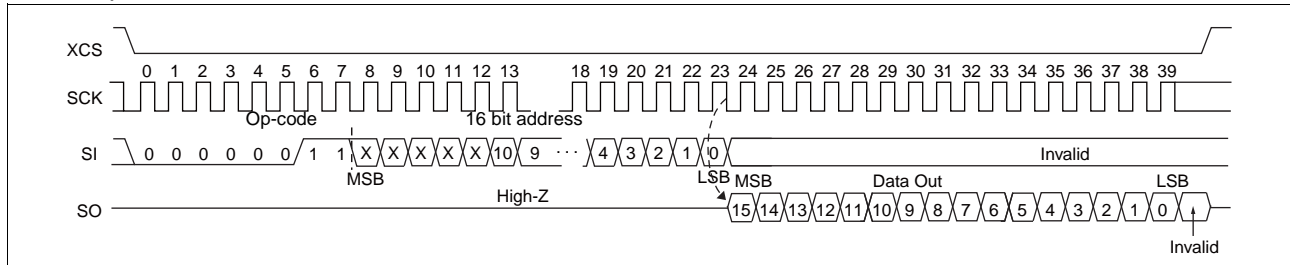 XCS
0 1 2 3 4 5 6 7 8 9 10 11 12 13 18 19 20 21 22 23 24 25 26 27 28 29 30 31 32 33 34 35 36 37 38 39
SCK
Op-code 16 bit address
SI 0 0 0 0 0 0 1 1 X X X X X 10 9 ··· 4 3 2 1 0 Invalid
MSB LSB MSB Data Out LSB
High-Z
SO 15 14 13 12 11 10 9 8 7 6 5 4 3 2 1 0
Invalid